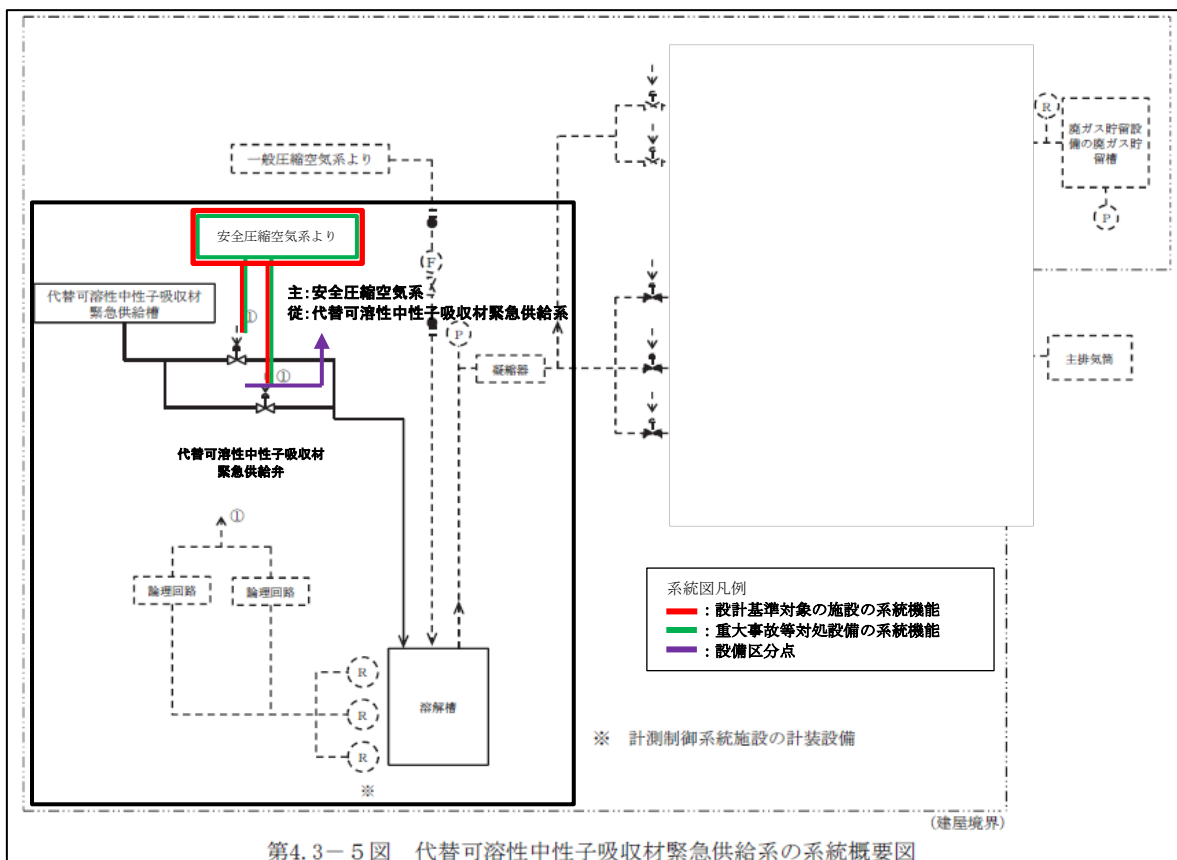 一般圧縮空気系より
廃ガス貯留設
備の廃ガス貯
留槽
R
P
安全圧縮空気系より
F
代替可溶性中性子吸収材
緊急供給槽
主:安全圧縮空気系
従:代替可溶性中性子吸収材緊急供給系
①
P
凝縮器
主排気筒
①
代替可溶性中性子吸収材
緊急供給弁
①
論理回路
論理回路
系統図凡例
:設計基準対象の施設の系統機能
:重大事故等対処設備の系統機能
:設備区分点
R
R
R
溶解槽
※
※ 計測制御系統施設の計装設備
(建屋境界)
第4.3-5図 代替可溶性中性子吸収材緊急供給系の系統概要図